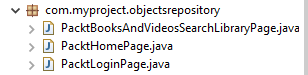 com.myproject.objectsrepository
PacktBooksAndVideosSearchLibraryPage.java
PacktHomePage.java
PacktLoginPage.java